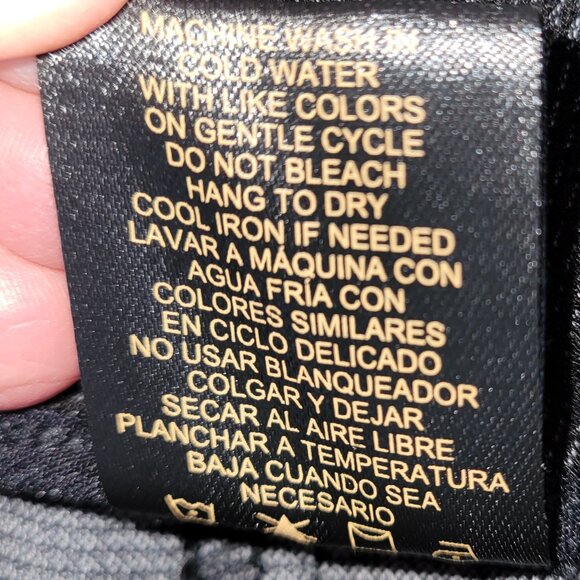 MACHINE WASH IN
COLD WATER
WITH LIKE COLORS
ON GENTLE CYCLE
DO NOT BLEACH
HANG TO DRY
COOL IRON IF NEEDED
LAVAR A MÁQUINA CON
AGUA FRÍA CON
COLORES SIMILARES
EN CICLO DELICADO
NO USAR BLANQUEADOR
COLGAR Y DEJAR
SECAR AL AIRE LIBRE
PLANCHAR A TEMPERATURA
BAJA CUANDO SEA
NECESARIO